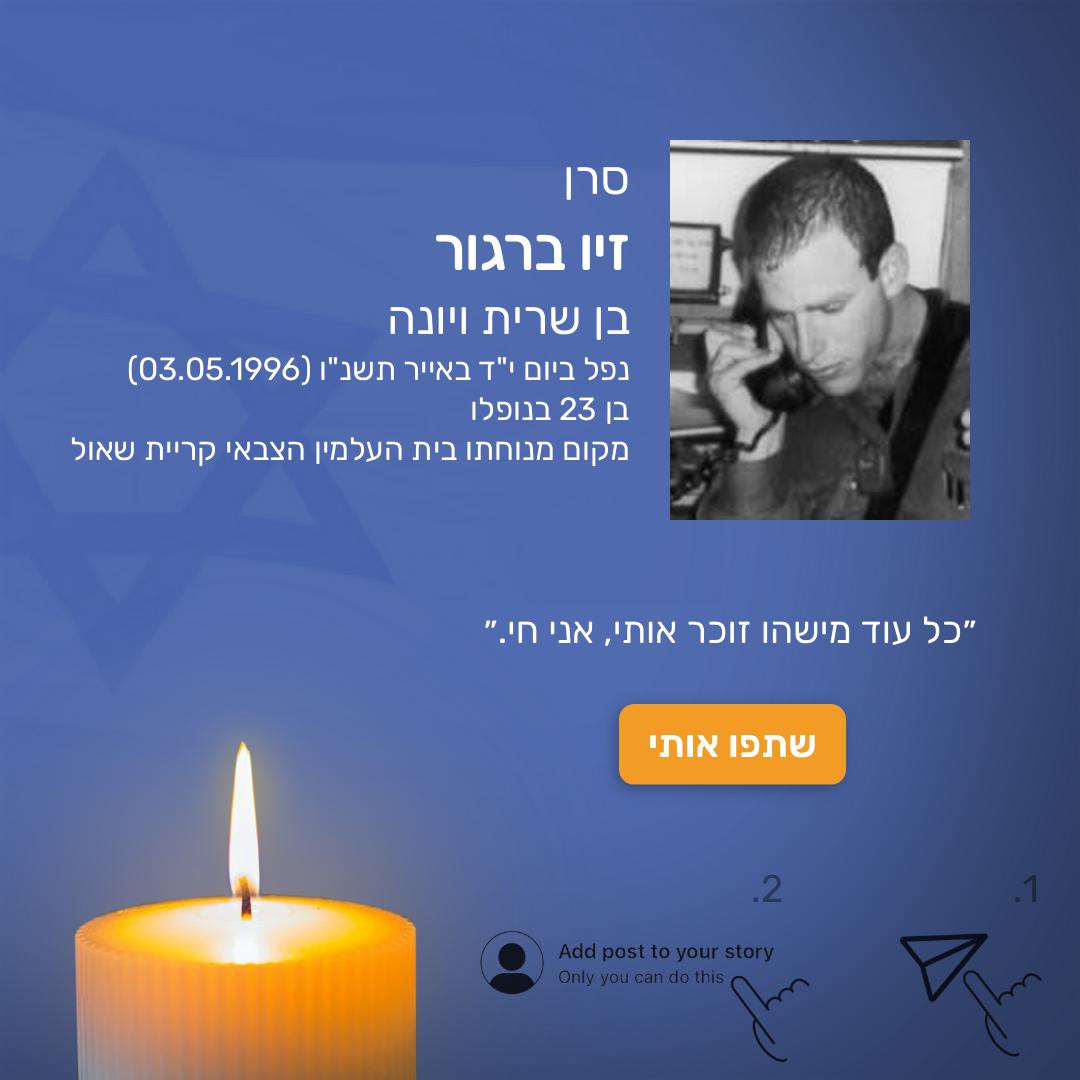 סרן
זיו ברגור
בן שרית ויונה
נפל ביום י"ד באייר תשנ"ו (03.05.1996)
בן 23 בנופלו
מקום מנוחתו בית העלמין הצבאי קריית שאול
״כל עוד מישהו זוכר אותי, אני חי.״
שתפו אותי
1.
2.
Add post to your story
Only you can do this